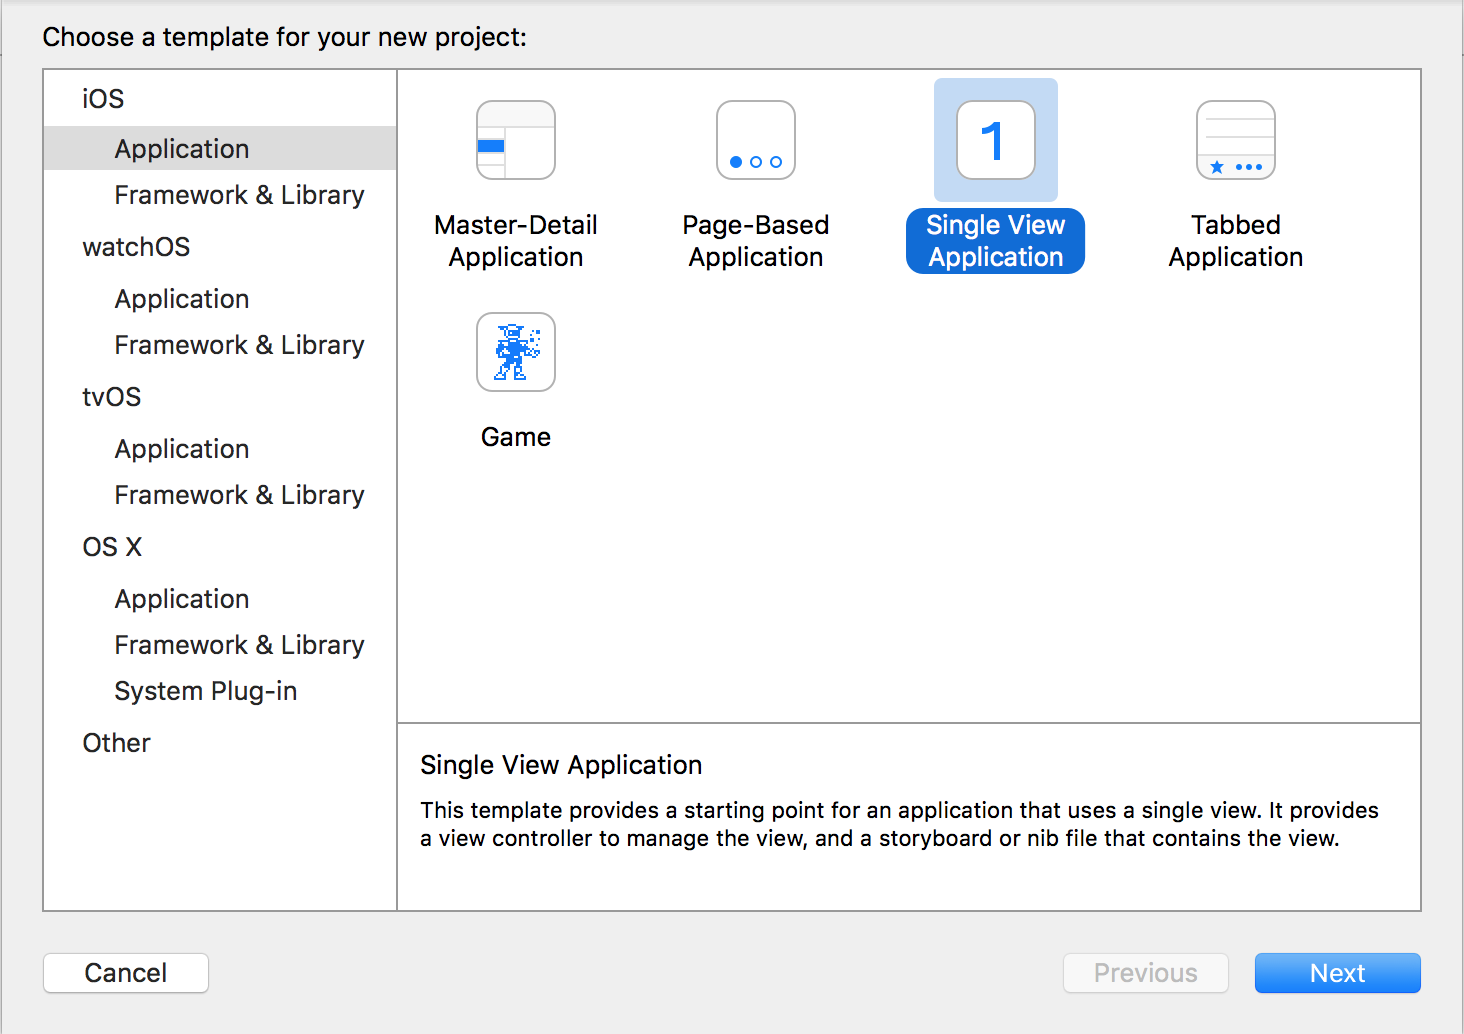 Choose a template for your new project:
iOS
Application
Framework & Library
watchOS
Application
Framework & Library
tvOS
Application
Framework & Library
OS X
Application
Framework & Library
System Plug-in
Other
Master-Detail
Application
Page-Based
Application
1
Single View
Application
Tabbed
Application
Game
Single View Application
This template provides a starting point for an application that uses a single view. It provides
a view controller to manage the view, and a storyboard or nib file that contains the view.
Cancel
Previous
Next